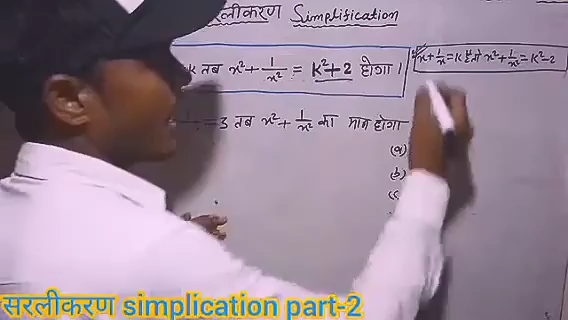 सरलीकरण Simplification
k तब x² + 1/x² = K²+2 होगा।
x + 1/x = K हो तो x² + 1/x² = K²-2
= 3 तब x² + 1/x² का मान होगा
(a)
(b)
(c
सरलीकरण simplication part-2